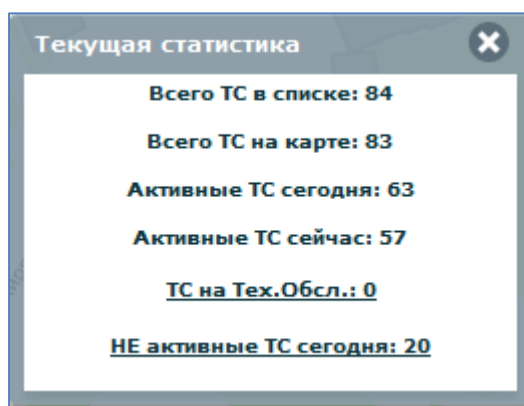 Текущая статистика
Всего ТС в списке: 84
Всего ТС на карте: 83
Активные ТС сегодня: 63
Активные ТС сейчас: 57
ТС на Тех.Обсл.: 0
НЕ активные ТС сегодня: 20